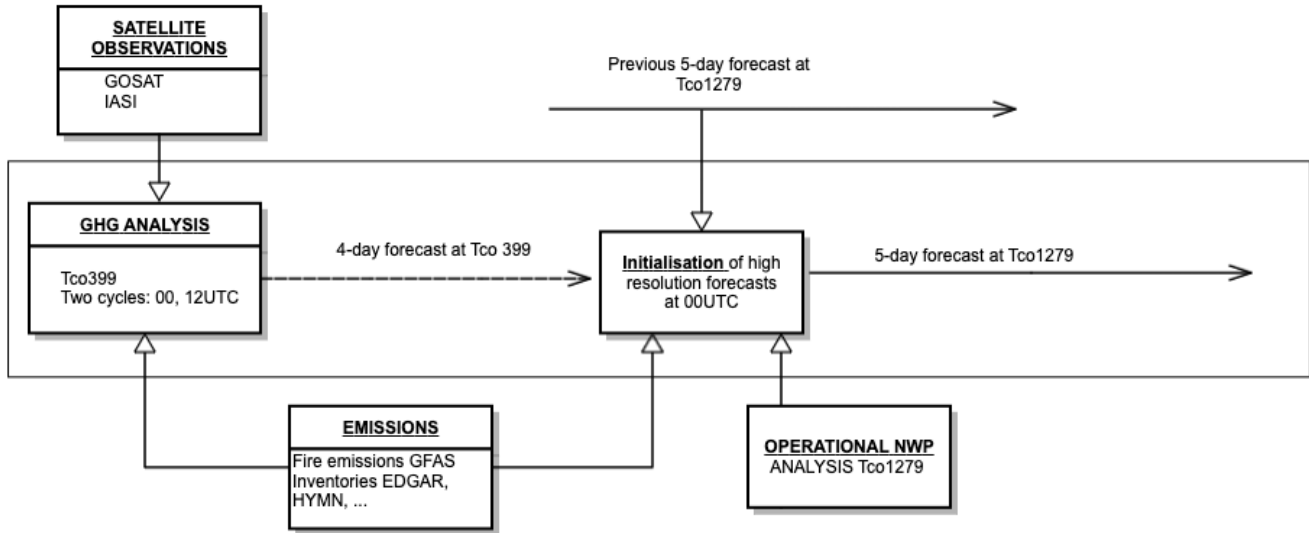 SATELLITE
OBSERVATIONS
GOSAT
IASI
Previous 5-day forecast at
Tco1279
GHG ANALYSIS
Tco399
Two cycles: 00, 12UTC
4-day forecast at Tco 399
Initialisation of high
resolution forecasts
at 00UTC
5-day forecast at Tco1279
EMISSIONS
Fire emissions GFAS
Inventories EDGAR,
HYMN, ...
OPERATIONAL NWP
ANALYSIS Tco1279